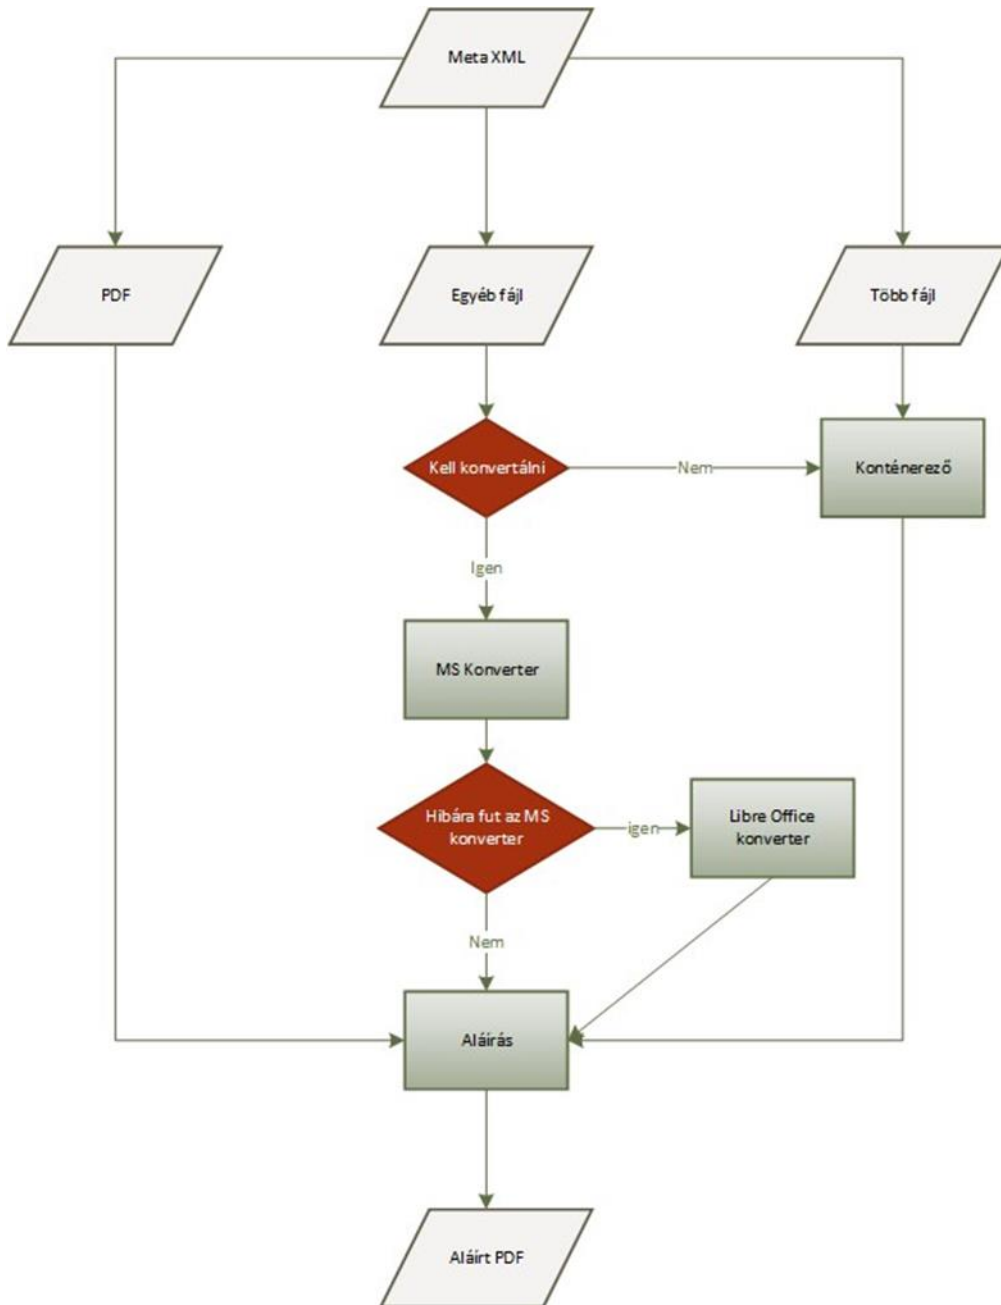 Meta XML
PDF
Egyéb fájl
Több fájl
Kell konvertálni
Nem
Konténerező
Igen
MS Konverter
Hibára fut az MS
konverter
igen
Libre Office
konverter
Nem
Aláírás
Aláírt PDF